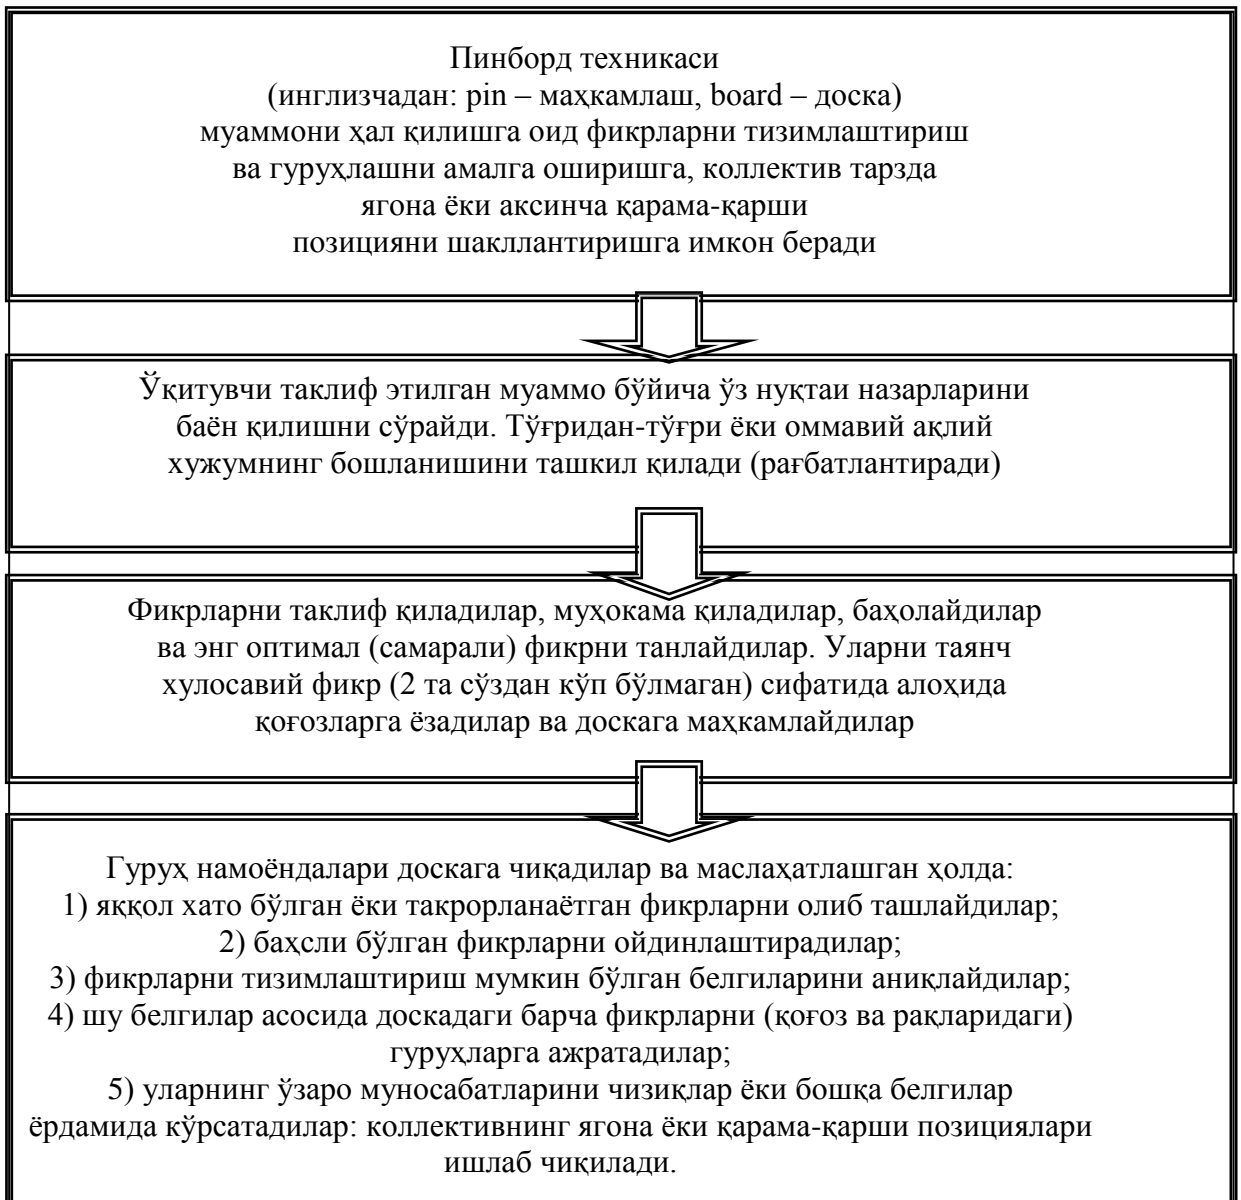 Пинборд техникаси
(инглизчадан: pin – маҳкамлаш, board – доска)
муаммони ҳал қилишга оид фикрларни тизимлаштириш
ва гуруҳлашни амалга оширишга, коллектив тарзда
ягона ёки аксинча қарама-қарши
позицияни шакллантиришга имкон беради
Ўқитувчи таклиф этилган муаммо бўйича ўз нуқтаи назарларини
баён қилишни сўрайди. Тўғридан-тўғри ёки оммавий ақлий
хужумнинг бошланишини ташкил қилади (рағбатлантиради)
Фикрларни таклиф қиладилар, муҳокама қиладилар, баҳолайдилар
ва энг оптимал (самарали) фикрни танлайдилар. Уларни таянч
хулосавий фикр (2 та сўздан кўп бўлмаган) сифатида алоҳида
қоғозларга ёзадилар ва доскага маҳкамлайдилар
Гуруҳ намоёндалари доскага чиқадилар ва маслаҳатлашган ҳолда:
1) яққол хато бўлган ёки такрорланаётган фикрларни олиб ташлайдилар;
2) баҳсли бўлган фикрларни ойдинлаштирадилар;
3) фикрларни тизимлаштириш мумкин бўлган белгиларини аниқлайдилар;
4) шу белгилар асосида доскадаги барча фикрларни (қоғоз ва рақларидаги)
гуруҳларга ажратадилар;
5) уларнинг ўзаро муносабатларини чизиқлар ёки бошқа белгилар
ёрдамида кўрсатадилар: коллективнинг ягона ёки қарама-қарши позициялари
ишлаб чиқилади.